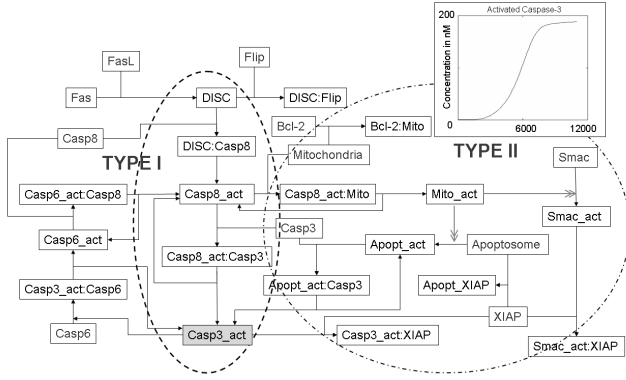 Activated Caspase-3
Concentration in nM
200
0
6000
11000
FasL
Flip
Fas
DISC
DISC:Flip
Bcl-2
Bcl-2:Mito
Casp8
DISC:Casp8
Mitochondria
TYPE I
TYPE II
Smac
Casp6_act:Casp8
Casp8_act
Casp8_act:Mito
Mito_act
Smac_act
Casp3
Casp6_act
Casp8_act:Casp3
Apopt_act
Apoptosome
Casp3_act:Casp6
Apopt_act:Casp3
Apopt_XIAP
XIAP
Casp6
Casp3_act
Casp3_act:XIAP
Smac_act:XIAP